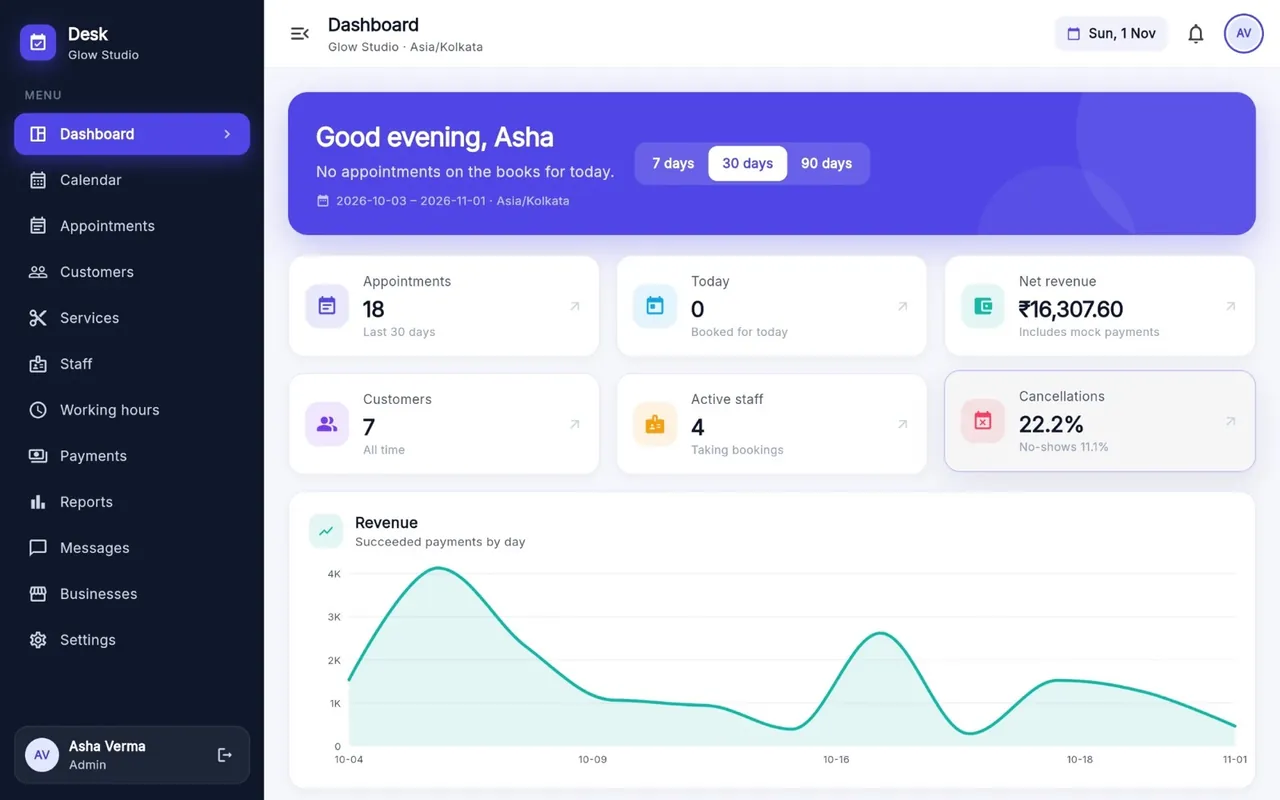 Desk
Glow Studio
MENU
Dashboard
Calendar
Appointments
Customers
Services
Staff
Working hours
Payments
Reports
Messages
Businesses
Settings
AV
Asha Verma
Admin
Dashboard
Glow Studio · Asia/Kolkata
Sun, 1 Nov
AV
Good evening, Asha
No appointments on the books for today.
2026-10-03 – 2026-11-01 · Asia/Kolkata
7 days
30 days
90 days
Appointments
18
Last 30 days
Today
0
Booked for today
Net revenue
₹16,307.60
Includes mock payments
Customers
7
All time
Active staff
4
Taking bookings
Cancellations
22.2%
No-shows 11.1%
Revenue
Succeeded payments by day
4K
3K
2K
1K
0
10-04
10-09
10-16
10-18
11-01